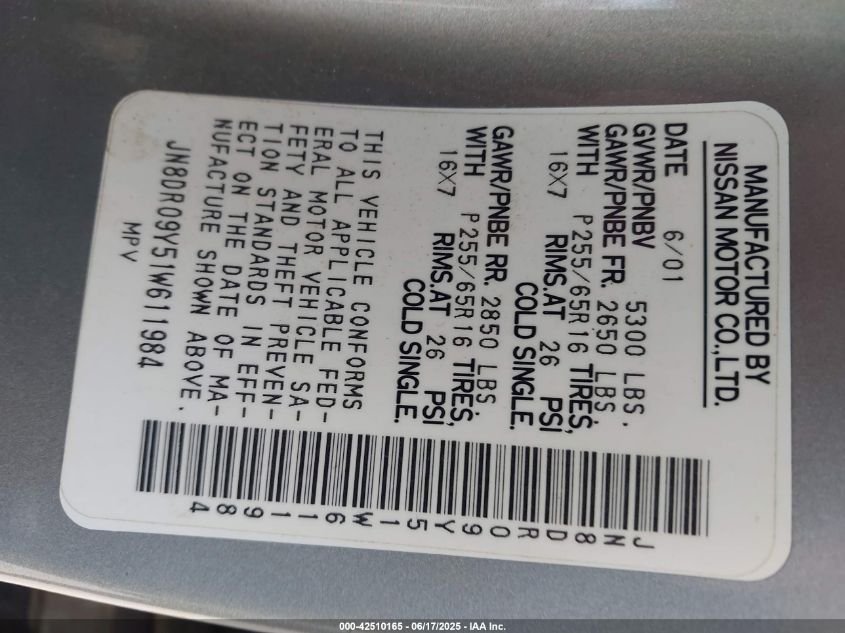 MANUFACTURED BY
NISSAN MOTOR CO.,LTD.
DATE 6/01
GVWR/PNBV 5300 LBS.
GAWR/PNBE FR. 2650 LBS.
WITH P255/65R16 TIRES,
16X7 RIMS.AT 26 PSI
COLD SINGLE.
GAWR/PNBE RR. 2850 LBS.
WITH P255/65R16 TIRES,
16X7 RIMS.AT 26 PSI
COLD SINGLE.
THIS VEHICLE CONFORMS
TO ALL APPLICABLE FED-
ERAL MOTOR VEHICLE SA-
FETY AND THEFT PREVEN-
TION STANDARDS IN EFF-
ECT ON THE DATE OF MA-
NUFACTURE SHOWN ABOVE.
JN8DR09Y51W611984
MPV
JN8DR09Y51W611984
000-42510165 - 06/17/2025 - IAA Inc.